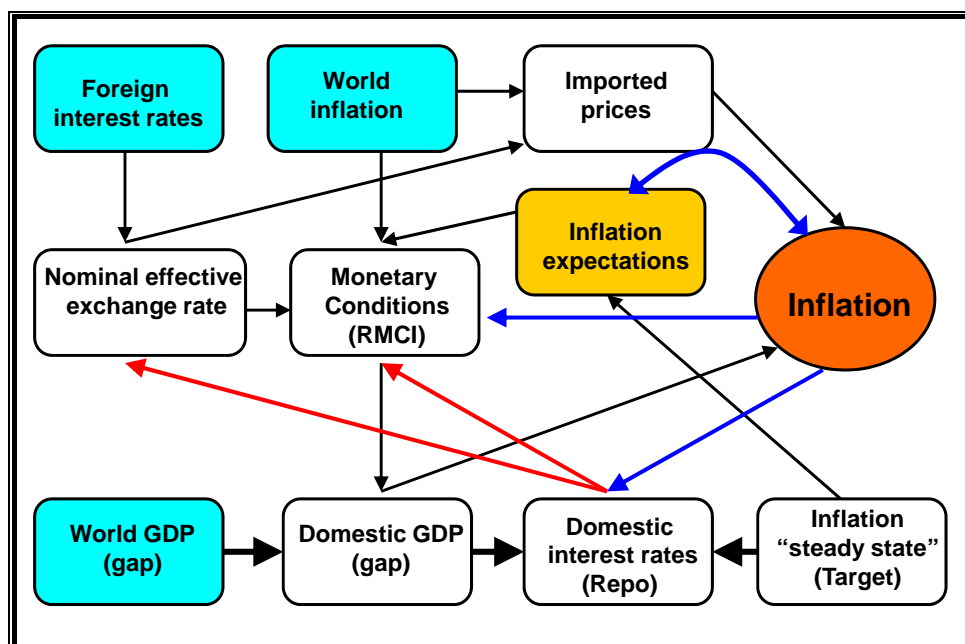 Foreign
interest rates
World
inflation
Imported
prices
Nominal effective
exchange rate
Monetary
Conditions
(RMCI)
Inflation
expectations
Inflation
World GDP
(gap)
Domestic GDP
(gap)
Domestic
interest rates
(Repo)
Inflation
“steady state”
(Target)